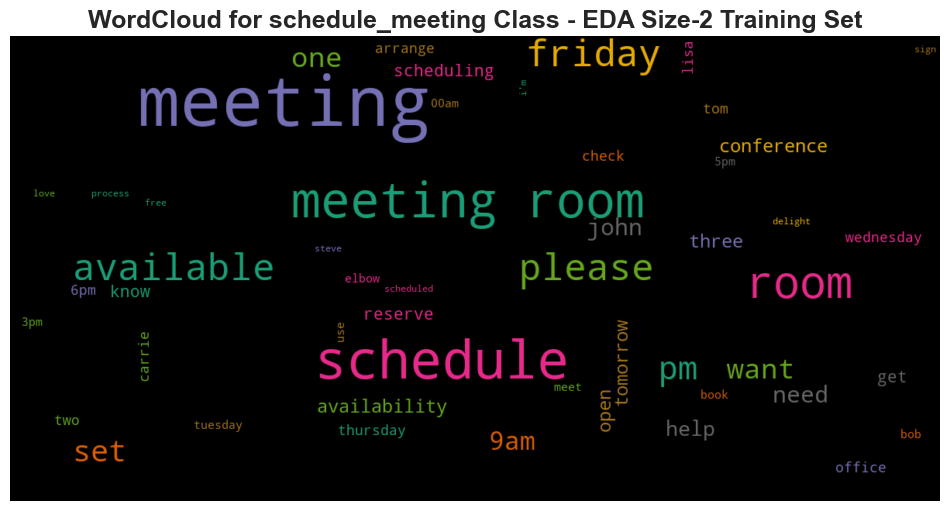 WordCloud for schedule_meeting Class - EDA Size-2 Training Set
one
arrange
friday
lisa
sign
scheduling
meeting
00am
i'm
tom
conference
check
5pm
love
process
free
meeting room
john
delight
three
wednesday
steve
available
please
room
6pm
know
elbow
scheduled
3pm
reserve
use
carrie
schedule
tomorrow
pm
want
get
meet
book
need
open
availability
two
tuesday
thursday
help
bob
set
9am
office